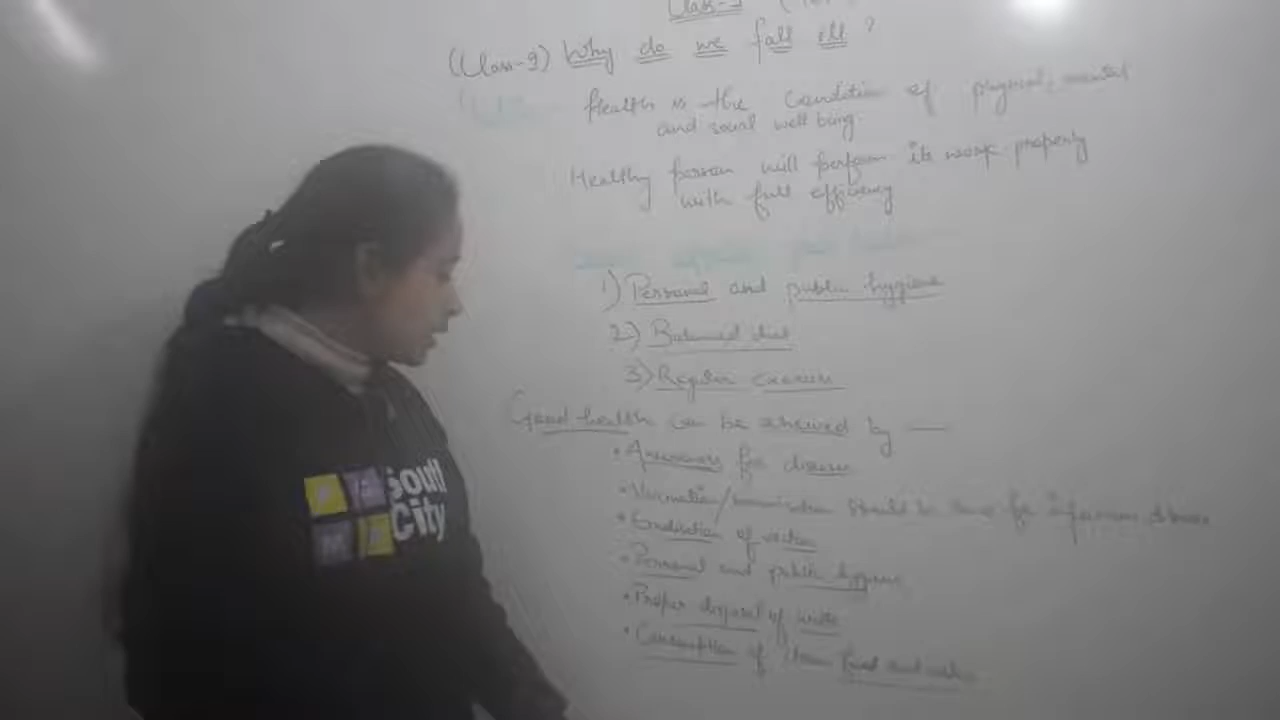 Class-9
(Class-9) Why do we fall ill ?
Health is the condition of physical, mental
and social well being.
Healthy person will perform its work properly
with full efficiency
1) Personal and public hygiene
2) Balanced diet
3) Regular exercise
Good health can be achieved by —
• Awareness for disease
• Vaccination/ should be done for infectious disease
• Eradication of vectors
• Personal and public hygiene
• Proper disposal of waste
• Consumption of clean food and water
South
City